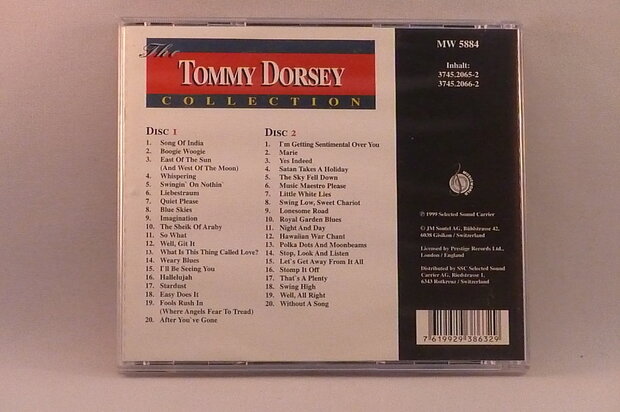 The
TOMMY DORSEY
COLLECTION
DISC 1
1. Song Of India
2. Boogie Woogie
3. East Of The Sun
(And West Of The Moon)
4. Whispering
5. Swingin` On Nothin`
6. Liebestraum
7. Quiet Please
8. Blue Skies
9. Imagination
10. The Sheik Of Araby
11. So What
12. Well, Git It
13. What Is This Thing Called Love?
14. Weary Blues
15. I`ll Be Seeing You
16. Hallelujah
17. Stardust
18. Easy Does It
19. Fools Rush In
(Where Angels Fear To Tread)
20. After You`ve Gone
DISC 2
1. I'm Getting Sentimental Over You
2. Marie
3. Yes Indeed
4. Satan Takes A Holiday
5. The Sky Fell Down
6. Music Maestro Please
7. Little White Lies
8. Swing Low, Sweet Chariot
9. Lonesome Road
10. Royal Garden Blues
11. Night And Day
12. Hawaiian War Chant
13. Polka Dots And Moonbeams
14. Stop, Look And Listen
15. Let's Get Away From It All
16. Stomp It Off
17. That's A Plenty
18. Swing High
19. Well, All Right
20. Without A Song
MW 5884
Inhalt:
3745.2065-2
3745.2066-2
℗ 1999 Selected Sound Carrier
© JM Sontel AG, Bühlstrasse 2,
6038 Gisikon / Switzerland
Licensed by Prestige Records Ltd.,
London / England
Distributed by SSC Selected Sound
Carrier AG, Riedstrasse 1,
6343 Rotkreuz / Switzerland
7 619929 386329